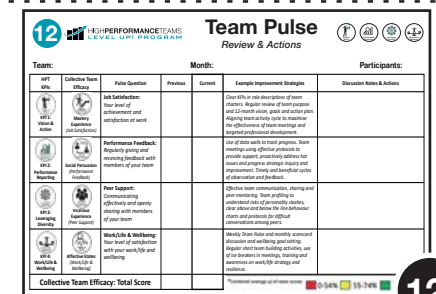 12
HIGHPERFORMANCETEAMS
LEVEL UP! PROGRAM
Team Pulse
Review & Actions
Team:
Month:
Participants:
HPT KPIs
Collective Team Efficacy
Pulse Question
Previous
Current
Example Improvement Strategies
Discussion Notes & Actions
KPI 1:
Vision &
Action
Mastery
Experience
(Job Satisfaction)
Job Satisfaction:
Your level of
achievement and
satisfaction at work
Clear KPIs in role descriptions of team
charters. Regular review of team purpose
and 12-month vision, goals and action plan.
Aligning team activity cycle to maximise
the effectiveness of team meetings and
targeted professional development.
KPI 2:
Performance
Reporting
Social Persuasion
(Performance
Feedback)
Performance Feedback:
Regularly giving and
receiving feedback with
members of your team
Use of data walls to track progress. Team
meetings using effective protocols to
provide support, proactively address hot
issues and progress strategic inquiry and
improvement. Timely and beneficial cycles
of observation and feedback.
KPI 3:
Leveraging
Diversity
Vicarious
Experience
(Peer Support)
Peer Support:
Communicating
effectively and openly
sharing with members
of your team
Effective team communication, sharing and
peer mentoring. Team profiling to
understand risks of personality clashes,
clear above and below the line behaviour
charts and protocols for difficult
conversations among peers.
KPI 4:
Work/Life &
Wellbeing
Affective States
(Work/Life &
Wellbeing)
Work/Life & Wellbeing:
Your level of satisfaction
with your work/life and
wellbeing
Weekly Team Pulse and monthly scorecard
discussion and wellbeing goal setting.
Regular short team building activities, use
of ice breakers in meetings, training and
awareness on work/life strategy and
resilience.
Collective Team Efficacy: Total Score
*Combined average of all team scores
0-54%
55-74%